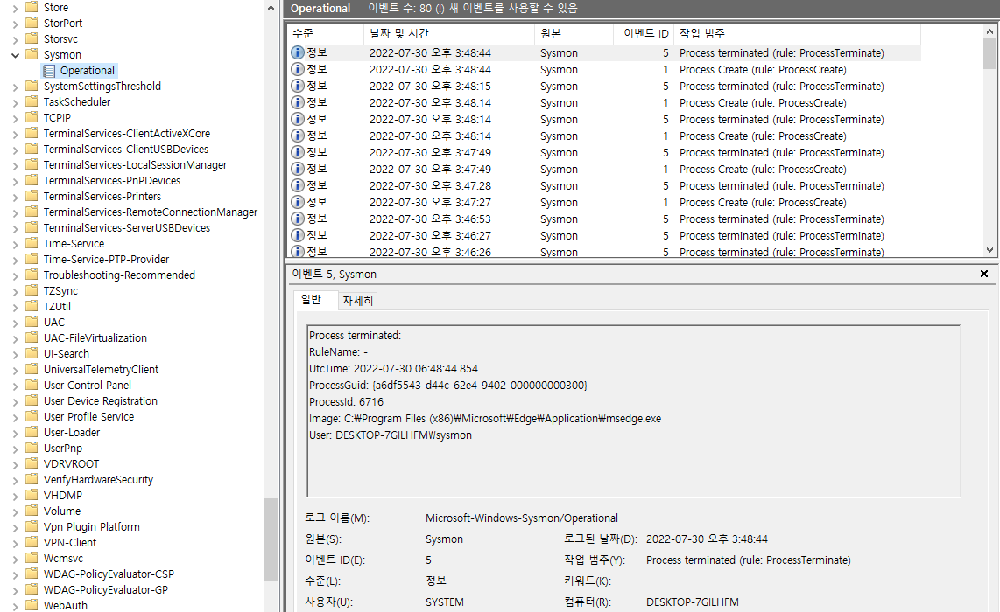 Store
StorPort
Storsvc
Sysmon
Operational
SystemSettingsThreshold
TaskScheduler
TCPIP
TerminalServices-ClientActiveXCore
TerminalServices-ClientUSBDevices
TerminalServices-LocalSessionManager
TerminalServices-PnPDevices
TerminalServices-Printers
TerminalServices-RemoteConnectionManager
TerminalServices-ServerUSBDevices
Time-Service
Time-Service-PTP-Provider
Troubleshooting-Recommended
TZSync
TZUtil
UAC
UAC-FileVirtualization
UI-Search
UniversalTelemetryClient
User Control Panel
User Device Registration
User Profile Service
User-Loader
UserPnp
VDRVROOT
VerifyHardwareSecurity
VHDMP
Volume
Vpn Plugin Platform
VPN-Client
Wcmsvc
WDAG-PolicyEvaluator-CSP
WDAG-PolicyEvaluator-GP
WebAuth
Operational 이벤트 수: 80 (!) 새 이벤트를 사용할 수 있음
수준 날짜 및 시간 원본 이벤트 ID 작업 범주
정보 2022-07-30 오후 3:48:44 Sysmon 5 Process terminated (rule: ProcessTerminate)
정보 2022-07-30 오후 3:48:44 Sysmon 1 Process Create (rule: ProcessCreate)
정보 2022-07-30 오후 3:48:15 Sysmon 5 Process terminated (rule: ProcessTerminate)
정보 2022-07-30 오후 3:48:14 Sysmon 1 Process Create (rule: ProcessCreate)
정보 2022-07-30 오후 3:48:14 Sysmon 5 Process terminated (rule: ProcessTerminate)
정보 2022-07-30 오후 3:48:14 Sysmon 1 Process Create (rule: ProcessCreate)
정보 2022-07-30 오후 3:47:49 Sysmon 5 Process terminated (rule: ProcessTerminate)
정보 2022-07-30 오후 3:47:49 Sysmon 1 Process Create (rule: ProcessCreate)
정보 2022-07-30 오후 3:47:28 Sysmon 5 Process terminated (rule: ProcessTerminate)
정보 2022-07-30 오후 3:47:27 Sysmon 1 Process Create (rule: ProcessCreate)
정보 2022-07-30 오후 3:46:53 Sysmon 5 Process terminated (rule: ProcessTerminate)
정보 2022-07-30 오후 3:46:27 Sysmon 5 Process terminated (rule: ProcessTerminate)
정보 2022-07-30 오후 3:46:26 Sysmon 5 Process terminated (rule: ProcessTerminate)
이벤트 5, Sysmon
일반 자세히
Process terminated:
RuleName: -
UtcTime: 2022-07-30 06:48:44.854
ProcessGuid: {a6df5543-d44c-62e4-9402-000000000300}
ProcessId: 6716
Image: C:₩Program Files (x86)₩Microsoft₩Edge₩Application₩msedge.exe
User: DESKTOP-7GILHFM₩sysmon
로그 이름(M): Microsoft-Windows-Sysmon/Operational
원본(S): Sysmon 로그된 날짜(D): 2022-07-30 오후 3:48:44
이벤트 ID(E): 5 작업 범주(Y): Process terminated (rule: ProcessTerminate)
수준(L): 정보 키워드(K):
사용자(U): SYSTEM 컴퓨터(R): DESKTOP-7GILHFM